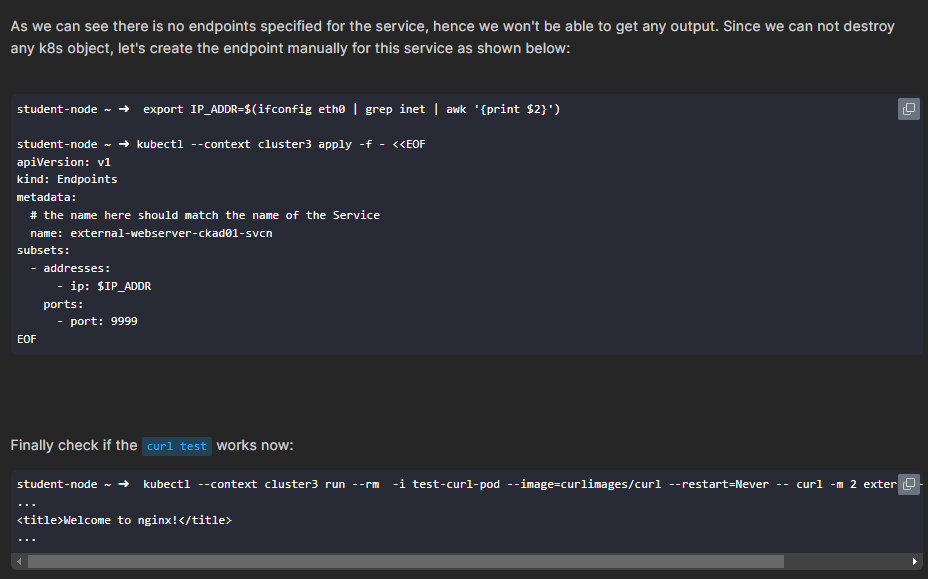 As we can see there is no endpoints specified for the service, hence we won't be able to get any output. Since we can not destroy
any k8s object, let's create the endpoint manually for this service as shown below:
student-node ~ ➜  export IP_ADDR=$(ifconfig eth0 | grep inet | awk '{print $2}')
student-node ~ ➜ kubectl --context cluster3 apply -f - <<EOF
apiVersion: v1
kind: Endpoints
metadata:
  # the name here should match the name of the Service
  name: external-webserver-ckad01-svcn
subsets:
  - addresses:
      - ip: $IP_ADDR
    ports:
      - port: 9999
EOF
Finally check if the curl test works now:
student-node ~ ➜  kubectl --context cluster3 run --rm  -i test-curl-pod --image=curlimages/curl --restart=Never -- curl -m 2 exter
...
<title>Welcome to nginx!</title>
...